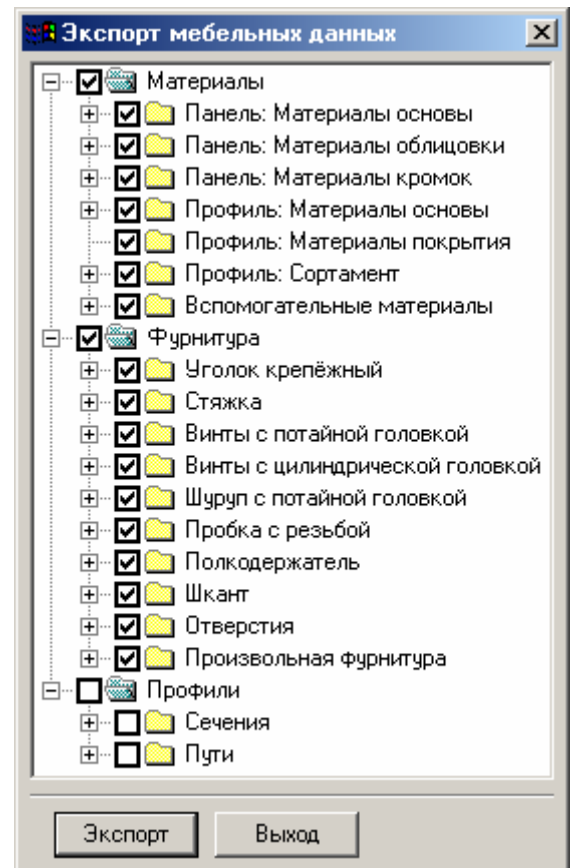 Экспорт мебельных данных
Материалы
Панель: Материалы основы
Панель: Материалы облицовки
Панель: Материалы кромок
Профиль: Материалы основы
Профиль: Материалы покрытия
Профиль: Сортамент
Вспомогательные материалы
Фурнитура
Уголок крепёжный
Стяжка
Винты с потайной головкой
Винты с цилиндрической головкой
Шуруп с потайной головкой
Пробка с резьбой
Полкодержатель
Шкант
Отверстия
Произвольная фурнитура
Профили
Сечения
Пути
Экспорт Выход